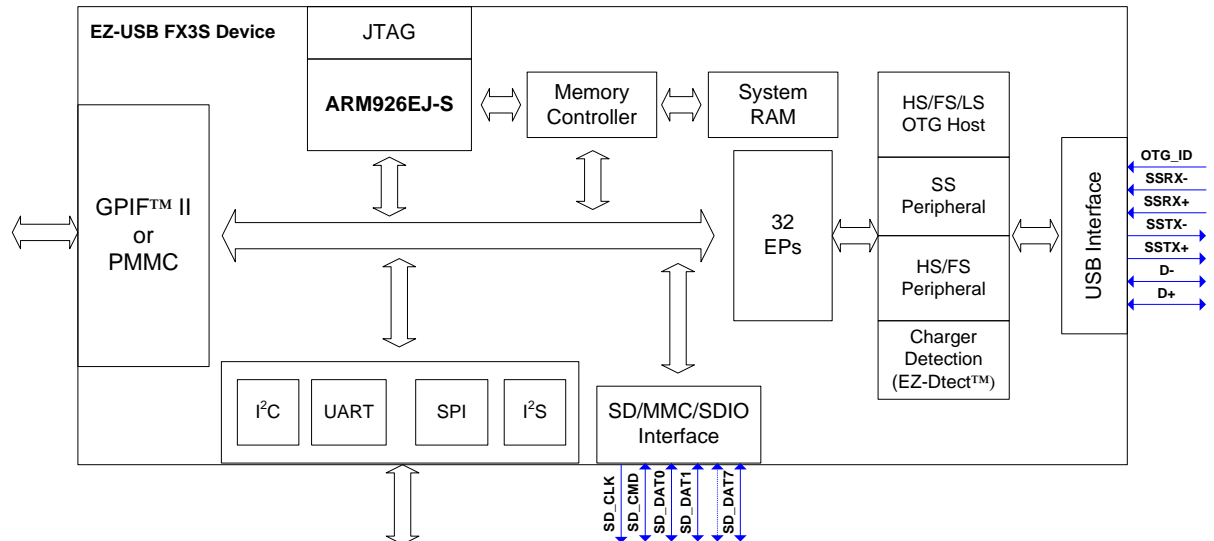 EZ-USB FX3S Device
JTAG
ARM926EJ-S
Memory
Controller
System
RAM
HS/FS/LS
OTG Host
SS
Peripheral
HS/FS
Peripheral
Charger
Detection
(EZ-Dtect™)
32
EPs
USB Interface
OTG_ID
SSRX-
SSRX+
SSTX-
SSTX+
D-
D+
GPIF™ II
or
PMMC
I²C
UART
SPI
I²S
SD/MMC/SDIO
Interface
SD_CLK
SD_CMD
SD_DAT0
SD_DAT1
SD_DAT7